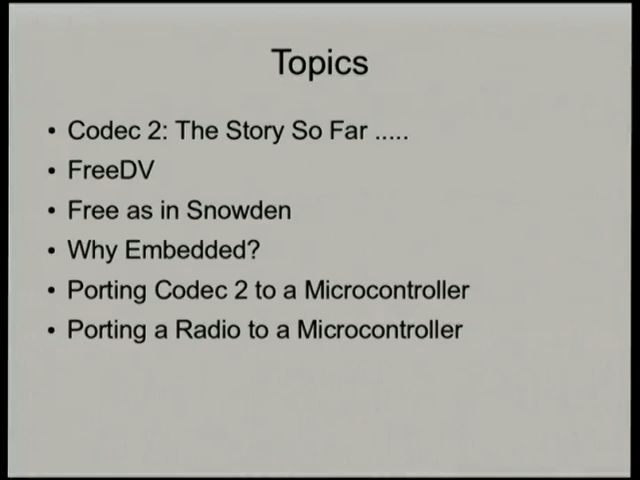 Topics
• Codec 2: The Story So Far .....
• FreeDV
• Free as in Snowden
• Why Embedded?
• Porting Codec 2 to a Microcontroller
• Porting a Radio to a Microcontroller